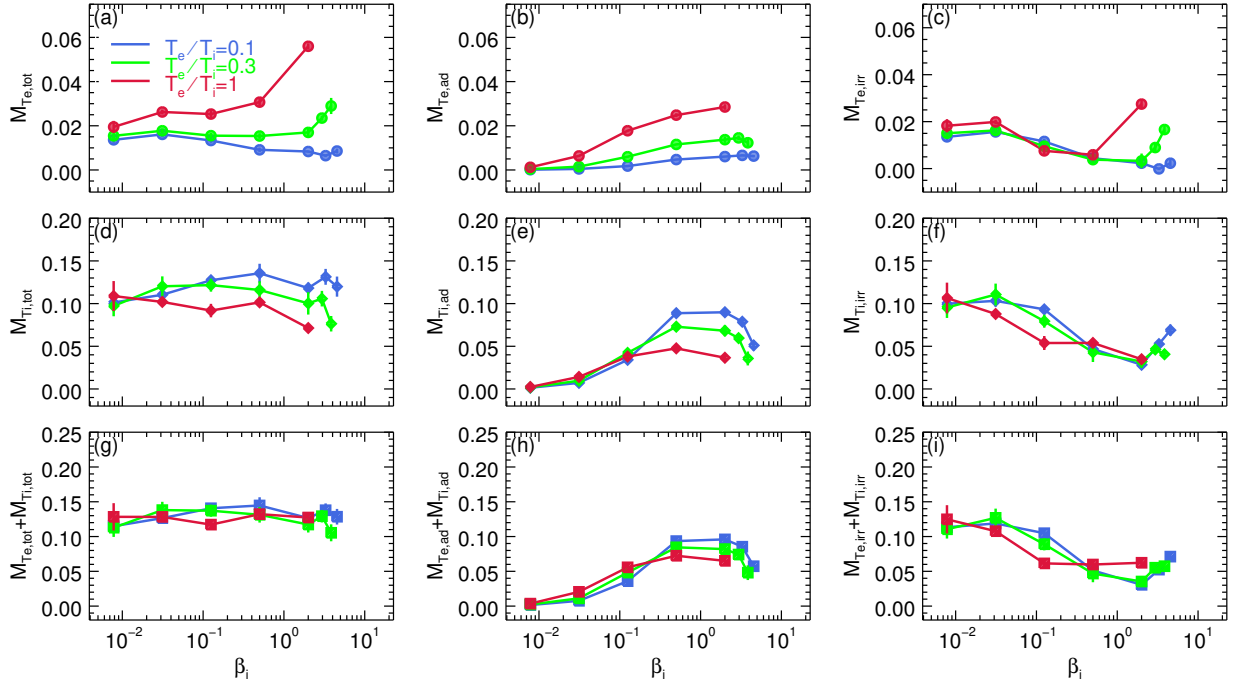 (a)
T_e/T_i=0.1
T_e/T_i=0.3
T_e/T_i=1
M_Te,tot
0.06
0.04
0.02
0.00
(b)
M_Te,ad
0.06
0.04
0.02
0.00
(c)
M_Te,irr
0.06
0.04
0.02
0.00
(d)
M_Ti,tot
0.20
0.15
0.10
0.05
0.00
(e)
M_Ti,ad
0.20
0.15
0.10
0.05
0.00
(f)
M_Ti,irr
0.20
0.15
0.10
0.05
0.00
(g)
M_Te,tot+M_Ti,tot
0.25
0.20
0.15
0.10
0.05
0.00
10^-2 10^-1 10^0 10^1
β_i
(h)
M_Te,ad+M_Ti,ad
0.25
0.20
0.15
0.10
0.05
0.00
10^-2 10^-1 10^0 10^1
β_i
(i)
M_Te,irr+M_Ti,irr
0.25
0.20
0.15
0.10
0.05
0.00
10^-2 10^-1 10^0 10^1
β_i